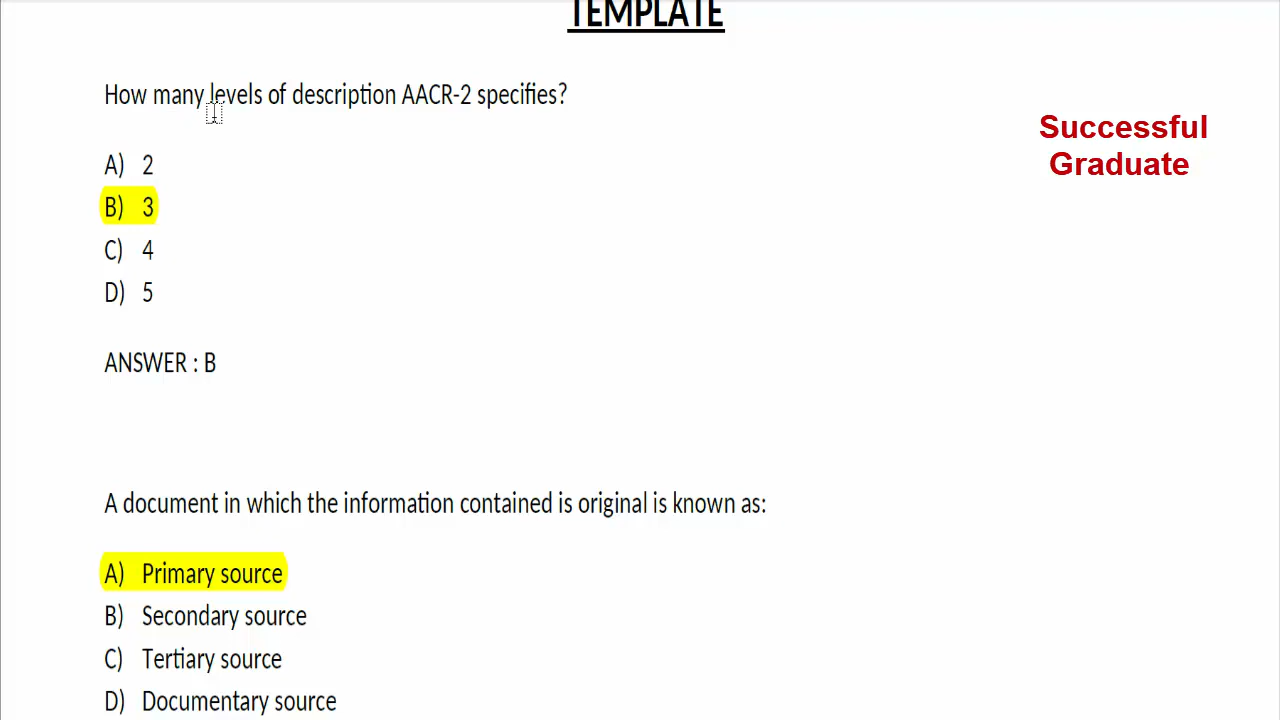 TEMPLATE
How many levels of description AACR-2 specifies?
Successful
Graduate
A) 2
B) 3
C) 4
D) 5
ANSWER : B
A document in which the information contained is original is known as:
A) Primary source
B) Secondary source
C) Tertiary source
D) Documentary source